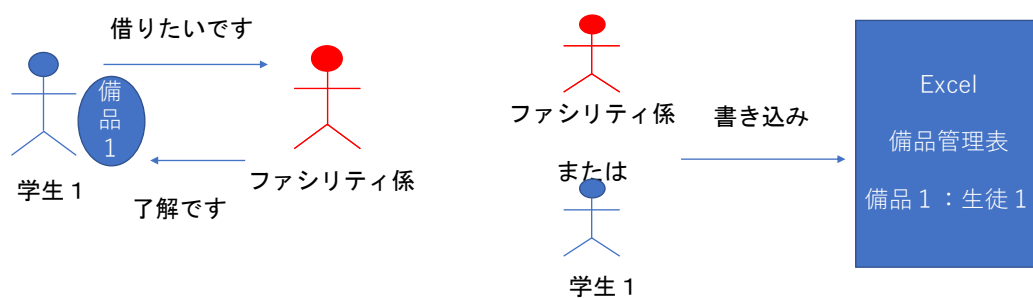 借りたいです
備
品
1
学生1
ファシリティ係
了解です
ファシリティ係
または
学生1
書き込み
Excel
備品管理表
備品1：生徒1